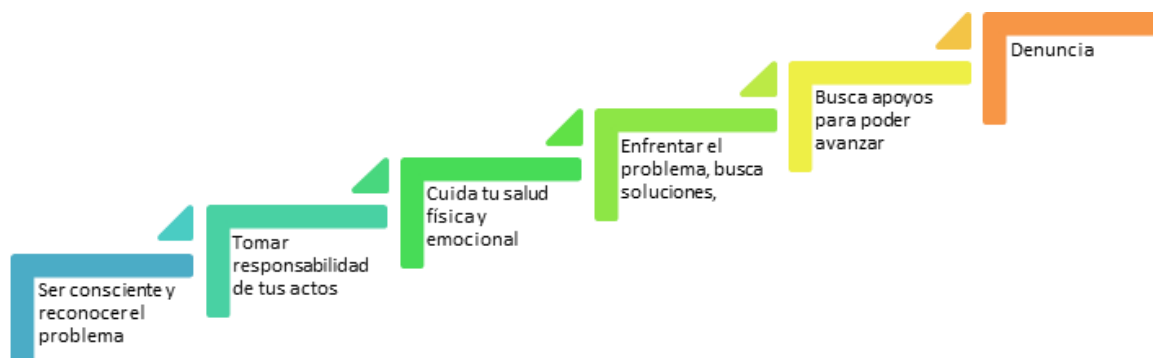 Ser consciente y
reconocer el
problema
Tomar
responsabilidad
de tus actos
Cuida tu salud
física y
emocional
Enfrentar el
problema, busca
soluciones,
Busca apoyos
para poder
avanzar
Denuncia